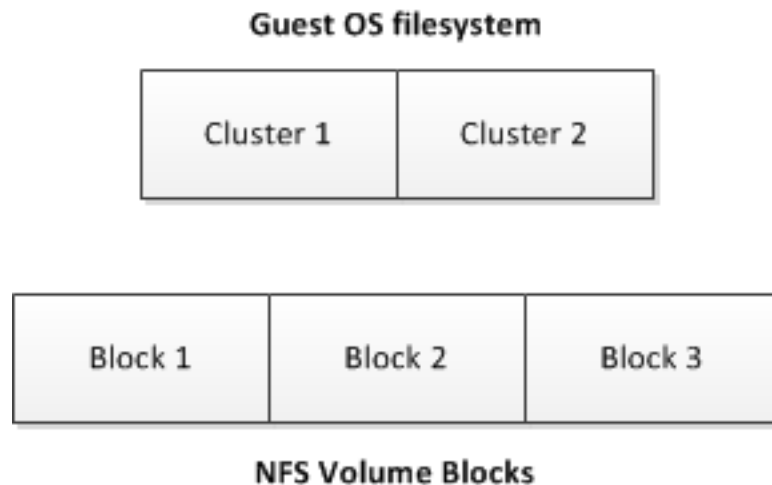 Guest OS filesystem
Cluster 1 Cluster 2
Block 1 Block 2 Block 3
NFS Volume Blocks